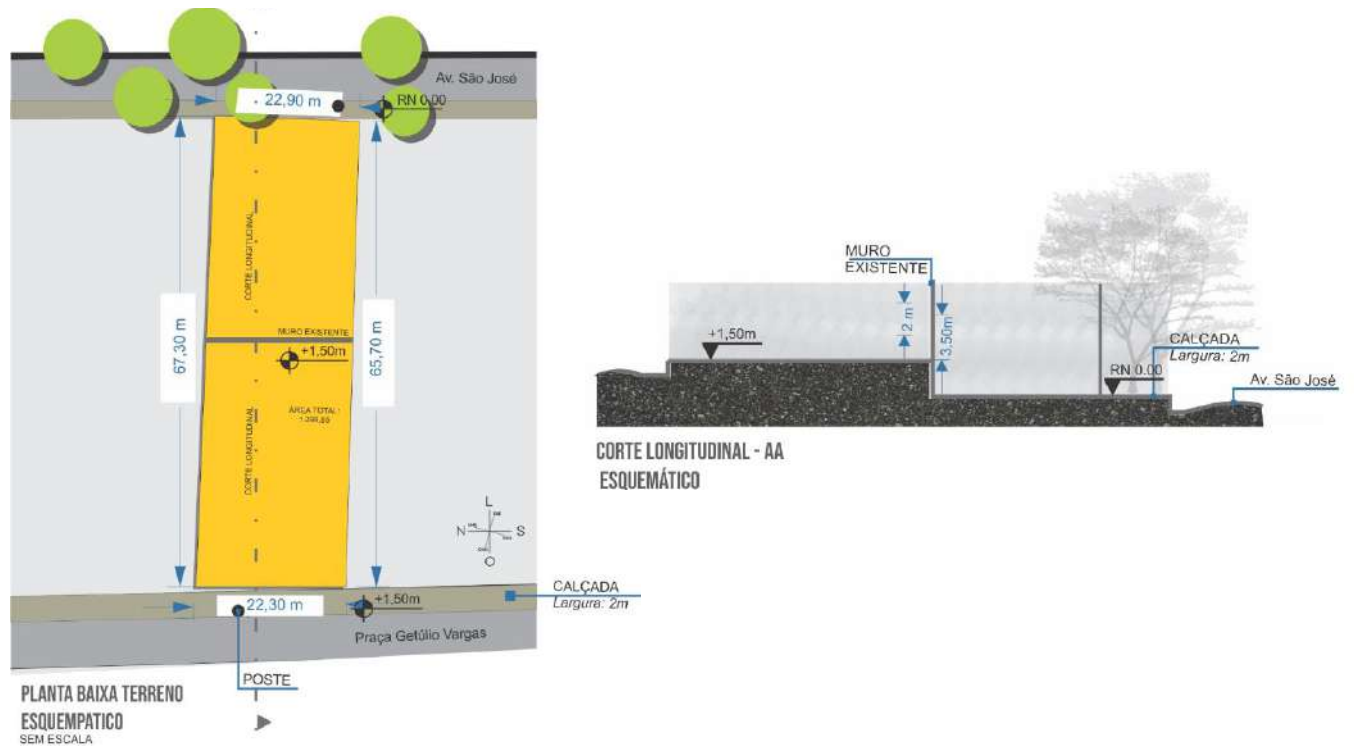 Av. São José
22,90 m
RN 0.00
67,30 m
65,70 m
CORTE LONGITUDINAL
MURO EXISTENTE
+1,50m
ÁREA TOTAL:
CORTE LONGITUDINAL
L
N
S
O
22,30 m
+1,50m
CALÇADA
Largura: 2m
Praça Getúlio Vargas
POSTE
PLANTA BAIXA TERRENO
ESQUEMPATICO
SEM ESCALA
MURO
EXISTENTE
2 m
3,50m
+1,50m
RN 0.00
CALÇADA
Largura: 2m
Av. São José
CORTE LONGITUDINAL - AA
ESQUEMÁTICO